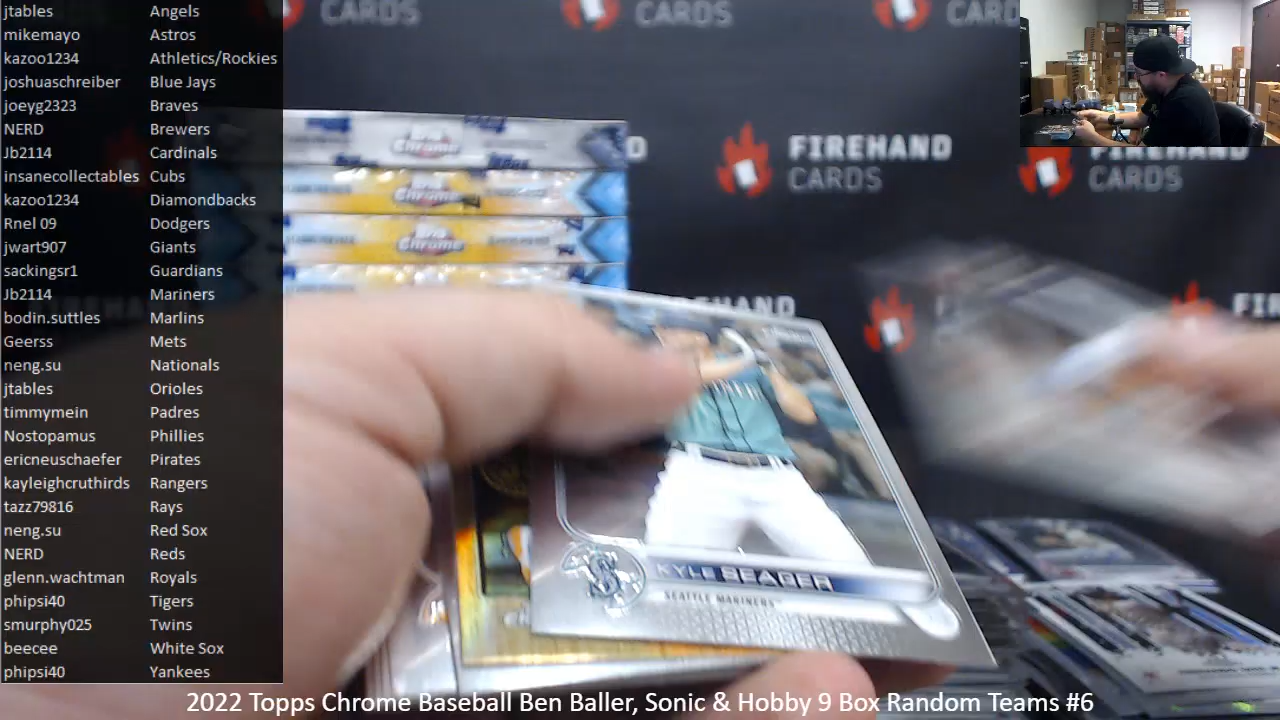 jtables Angels
mikemayo Astros
kazoo1234 Athletics/Rockies
joshuaschreiber Blue Jays
joeyg2323 Braves
NERD Brewers
Jb2114 Cardinals
insanecollectables Cubs
kazoo1234 Diamondbacks
Rnel 09 Dodgers
jwart907 Giants
sackingsr1 Guardians
Jb2114 Mariners
bodin.suttles Marlins
Geerss Mets
neng.su Nationals
jtables Orioles
timmymein Padres
Nostopamus Phillies
ericneuschaefer Pirates
kayleighcruthirds Rangers
tazz79816 Rays
neng.su Red Sox
NERD Reds
glenn.wachtman Royals
phipsi40 Tigers
smurphy025 Twins
beecee White Sox
phipsi40 Yankees
CARDS
CARDS
CARD
Chrome
Chrome
Chrome
FIREHAND
CARDS
CARDS
HAND
FI
KYLE SEAGER
SEATTLE MARINERS
2022 Topps Chrome Baseball Ben Baller, Sonic & Hobby 9 Box Random Teams #6